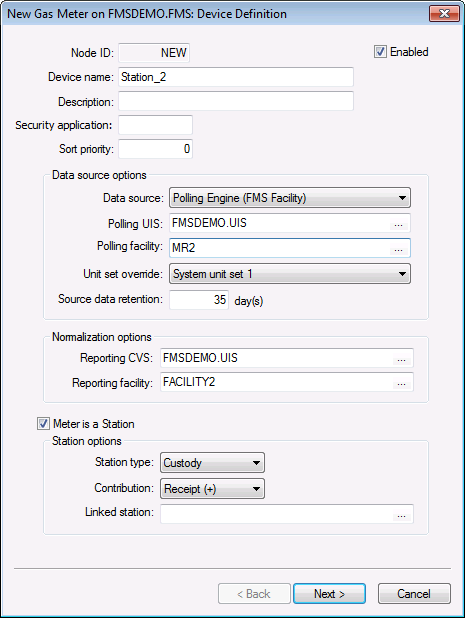 New Gas Meter on FMSDEMO.FMS: Device Definition
Node ID: NEW Enabled
Device name: Station_2
Description:
Security application:
Sort priority: 0
Data source options
Data source: Polling Engine (FMS Facility)
Polling UIS: FMSDEMO.UIS ...
Polling facility: MR2 ...
Unit set override: System unit set 1
Source data retention: 35 day(s)
Normalization options
Reporting CVS: FMSDEMO.UIS ...
Reporting facility: FACILITY2 ...
Meter is a Station
Station options
Station type: Custody
Contribution: Receipt (+)
Linked station: ...
< Back Next > Cancel